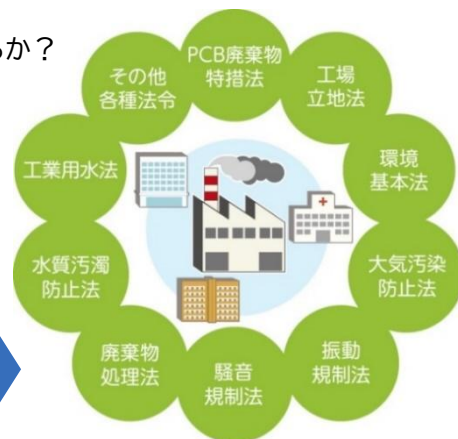 るか？
PCB廃棄物
特措法
工場
立地法
環境
基本法
大気汚染
防止法
振動
規制法
騒音
規制法
廃棄物
処理法
水質汚濁
防止法
工業用水法
その他
各種法令